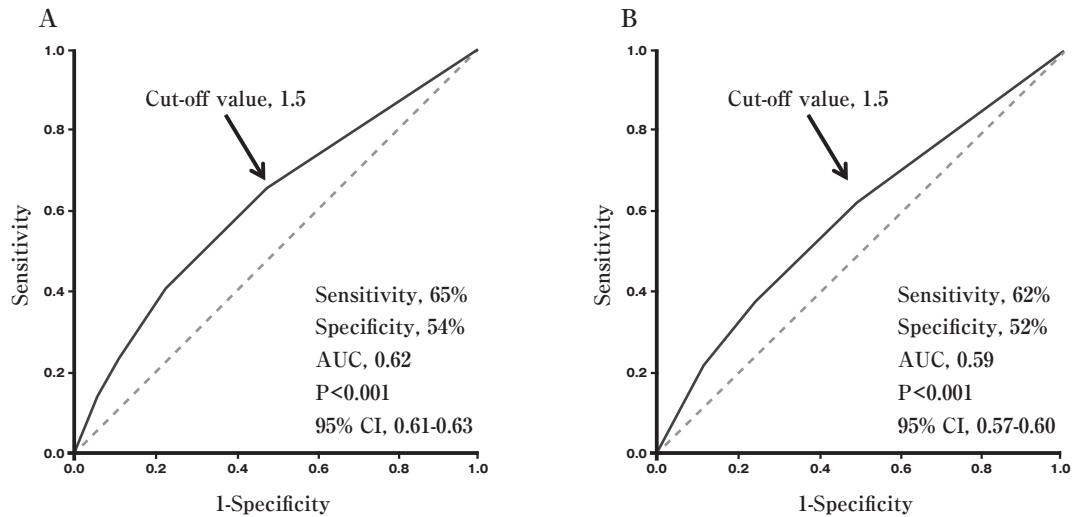 A
1.0
0.8
0.6
0.4
0.2
0.0
Sensitivity
Cut-off value, 1.5
Sensitivity, 65%
Specificity, 54%
AUC, 0.62
P<0.001
95% CI, 0.61-0.63
0.0 0.2 0.4 0.6 0.8 1.0
1-Specificity
B
1.0
0.8
0.6
0.4
0.2
0.0
Sensitivity
Cut-off value, 1.5
Sensitivity, 62%
Specificity, 52%
AUC, 0.59
P<0.001
95% CI, 0.57-0.60
0.0 0.2 0.4 0.6 0.8 1.0
1-Specificity